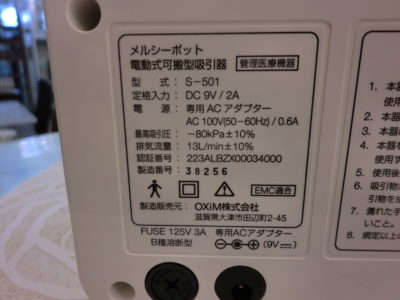 メルシーポット
電動式可搬型吸引器 管理医療機器
型 式 : S-501
定格入力 : DC 9V / 2A
電 源 : 専用 AC アダプター
AC 100V(50-60Hz) / 0.6A
最高吸引圧 : -80kPa±10%
排気流量 : 13L/min±10%
認証番号 : 223ALBZX00034000
製造番号 : 38256
EMC適合
製造販売元 : OXiM株式会社
滋賀県大津市田辺町2-45
FUSE 125V 3A 専用ACアダプター
B種溶断型 (9V⎓)
1. 本器
使用
2. 本器
3. 本器に
4. 本器を
使用す
5. 使用後
6. 吸引物
引物を
7. 濡れた手
いこと。
8. 規定以上